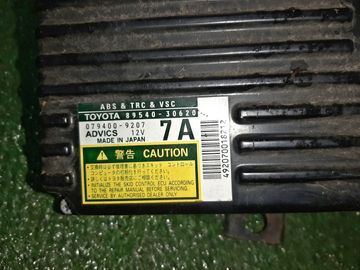 ABS & TRC & VSC
TOYOTA 89540-30620
079400-9207
ADVICS 12V
MADE IN JAPAN
7A
警告 CAUTION
INITIALIZE THE SKID CONTROL ECU ACCORDING
TO THE REPAIR MANUAL BEFORE SERVICING.
SERVICE BY AUTHORISED DEALER ONLY.